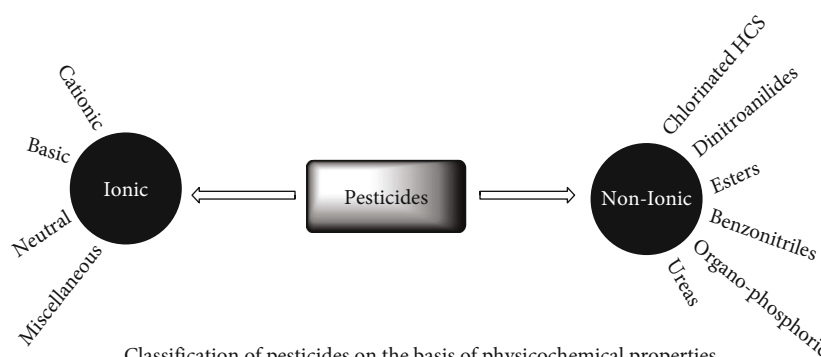 Cationic
Basic
Neutral
Miscellaneous
Ionic
Pesticides
Non-Ionic
Chlorinated HCS
Dinitroanilides
Esters
Benzonitriles
Organo-phosphoric
Ureas
Classification of pesticides on the basis of physicochemical properties